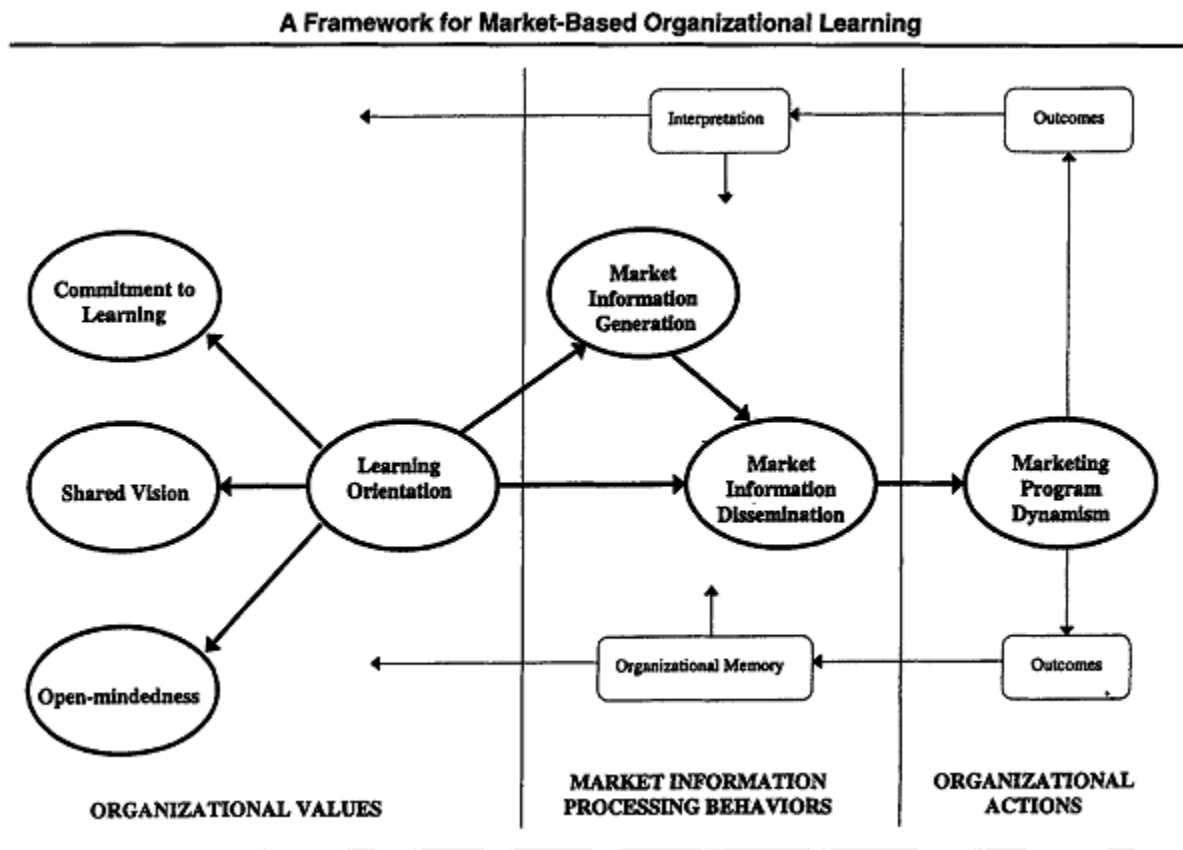 A Framework for Market-Based Organizational Learning
Interpretation
Outcomes
Commitment to
Learning
Market
Information
Generation
Shared Vision
Learning
Orientation
Market
Information
Dissemination
Marketing
Program
Dynamism
Open-mindedness
Organizational Memory
Outcomes
ORGANIZATIONAL VALUES
MARKET INFORMATION
PROCESSING BEHAVIORS
ORGANIZATIONAL
ACTIONS